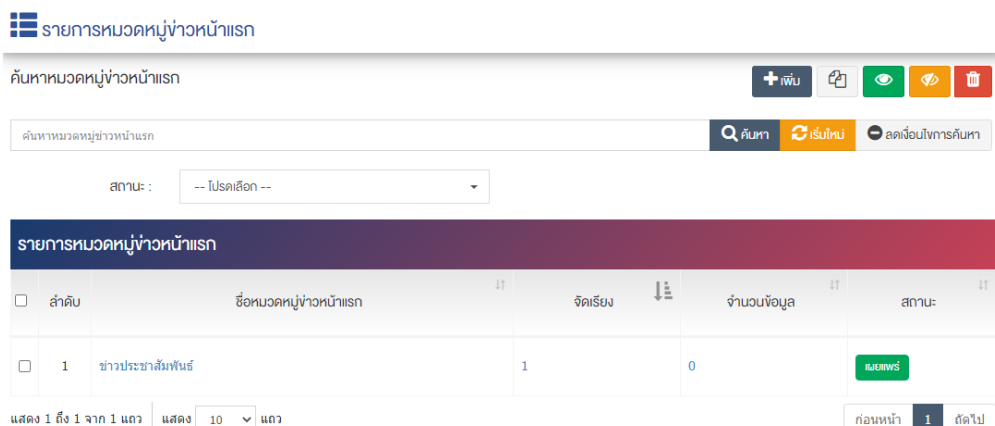 รายการหมวดหมู่ข่าวหน้าแรก
ค้นหาหมวดหมู่ข่าวหน้าแรก เพิ่ม
ค้นหาหมวดหมู่ข่าวหน้าแรก ค้นหา เริ่มใหม่ ลดเงื่อนไขการค้นหา
สถานะ : -- โปรดเลือก --
รายการหมวดหมู่ข่าวหน้าแรก
ลำดับ ชื่อหมวดหมู่ข่าวหน้าแรก จัดเรียง จำนวนข้อมูล สถานะ
1 ข่าวประชาสัมพันธ์ 1 0 เผยแพร่
แสดง 1 ถึง 1 จาก 1 แถว แสดง 10 แถว ก่อนหน้า 1 ถัดไป